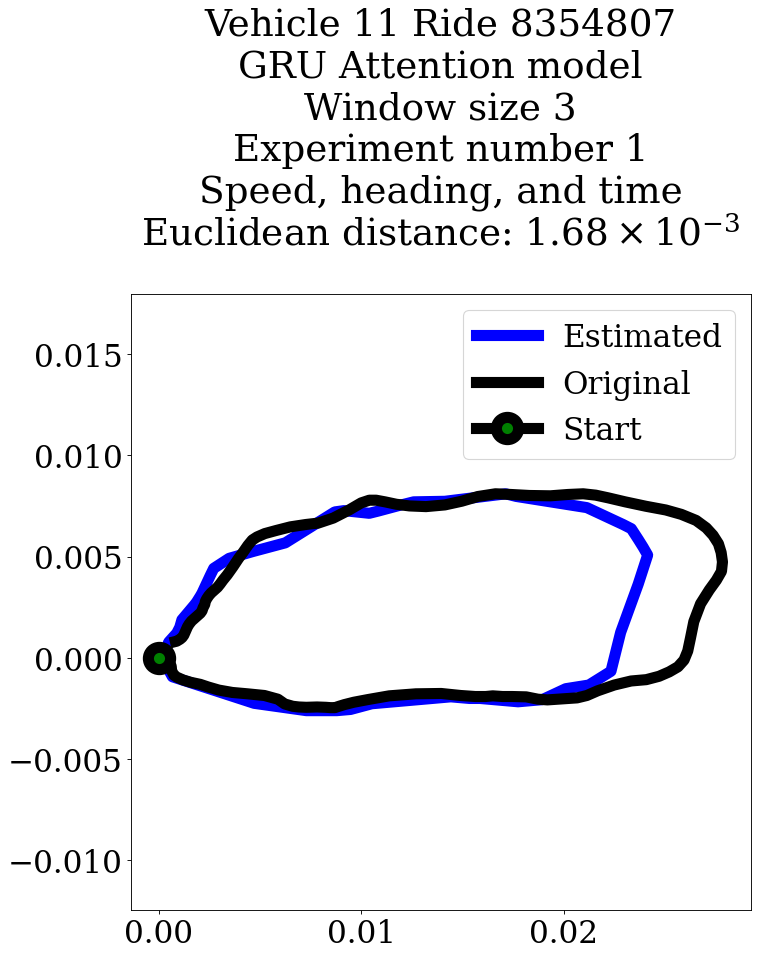 Vehicle 11 Ride 8354807
GRU Attention model
Window size 3
Experiment number 1
Speed, heading, and time
Euclidean distance: 1.68 × 10⁻³
Estimated
Original
Start
0.015
0.010
0.005
0.000
−0.005
−0.010
0.00 0.01 0.02